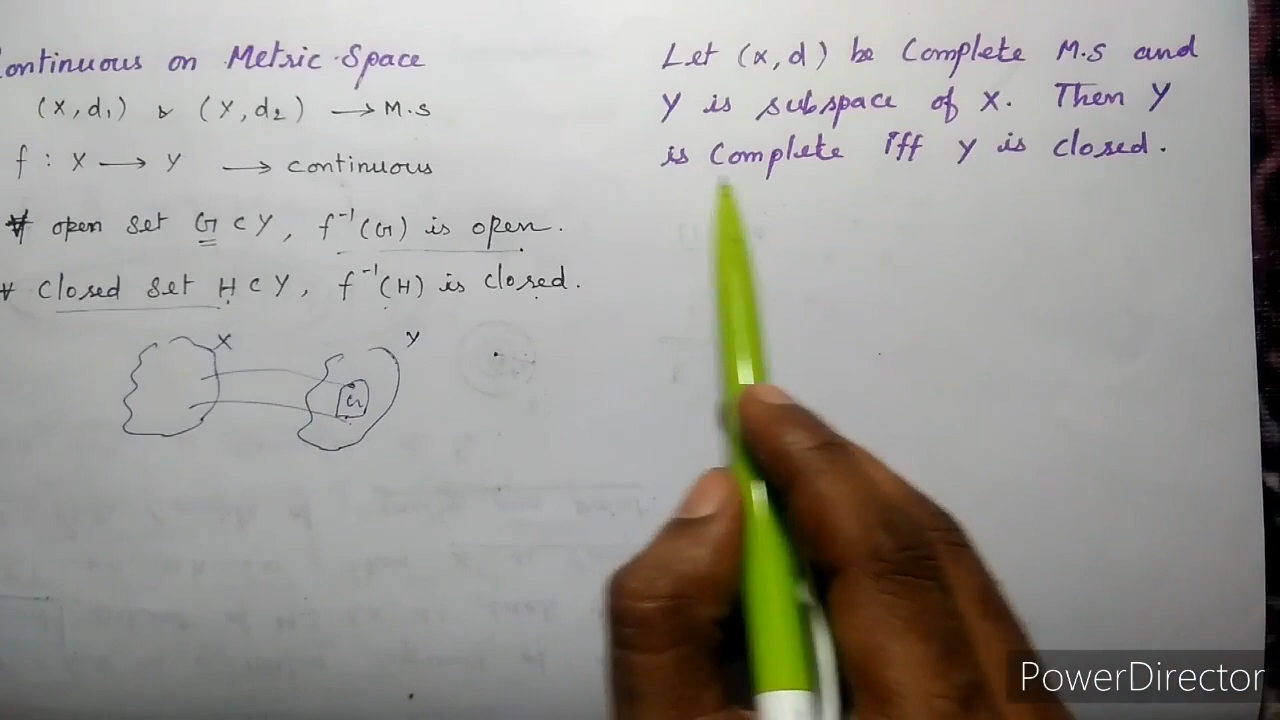 ontinuous on Metric Space
(X, d₁) & (Y, d₂) → M.S
f : X → Y → continuous
∀ open set G ⊂ Y, f⁻¹(G) is open.
∀ closed set H ⊂ Y, f⁻¹(H) is closed.
X Y
G
Let (X, d) be Complete M.S and
Y is subspace of X. Then Y
is Complete iff Y is closed.
PowerDirector